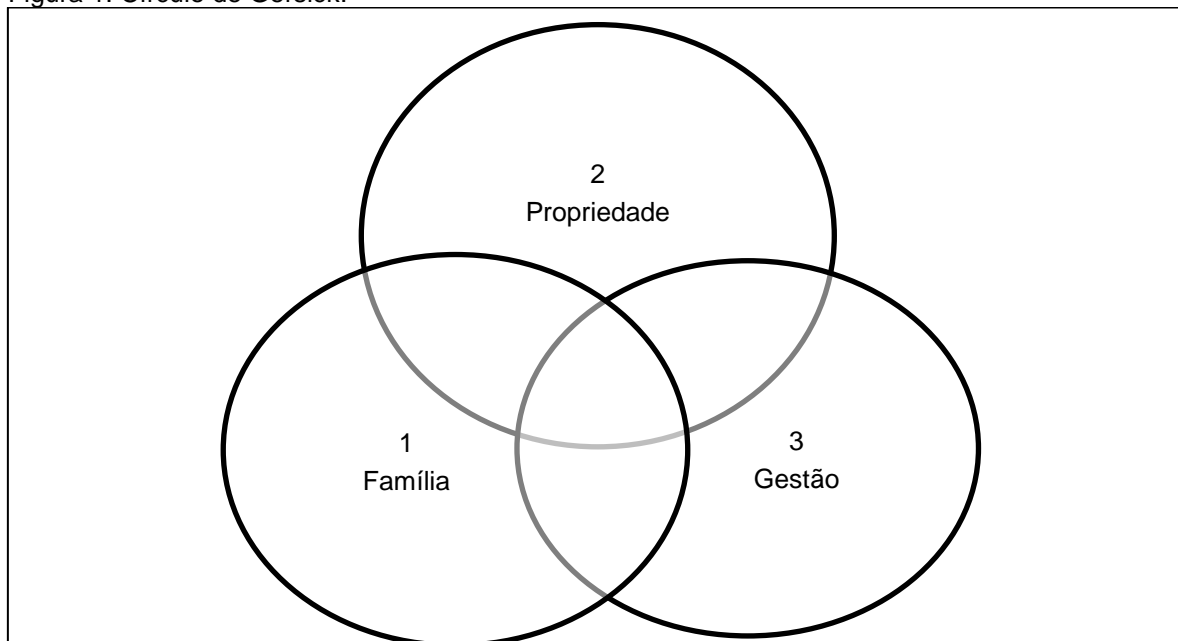 Figura 1: Círculo de Gersick.
2
Propriedade
1
Família
3
Gestão